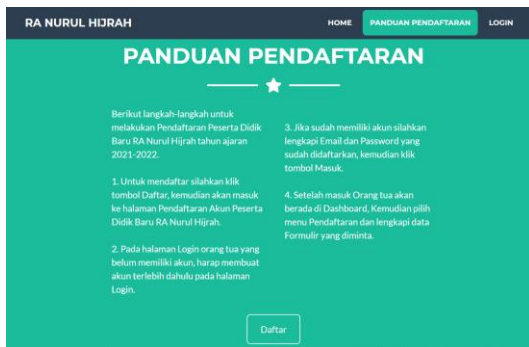 RA NURUL HIJRAH
HOME
PANDUAN PENDAFTARAN
LOGIN
PANDUAN PENDAFTARAN
Berikut langkah-langkah untuk
melakukan Pendaftaran Peserta Didik
Baru RA Nurul Hijrah tahun ajaran
2021-2022.
1. Untuk mendaftar silahkan klik
tombol Daftar, kemudian akan masuk
ke halaman Pendaftaran Akun Peserta
Didik Baru RA Nurul Hijrah.
2. Pada halaman Login orang tua yang
belum memiliki akun, harap membuat
akun terlebih dahulu pada halaman
Login.
3. Jika sudah memiliki akun silahkan
lengkapi Email dan Password yang
sudah didaftarkan, kemudian klik
tombol Masuk.
4. Setelah masuk Orang tua akan
berada di Dashboard, Kemudian pilih
menu Pendaftaran dan lengkapi data
Formulir yang diminta.
Daftar